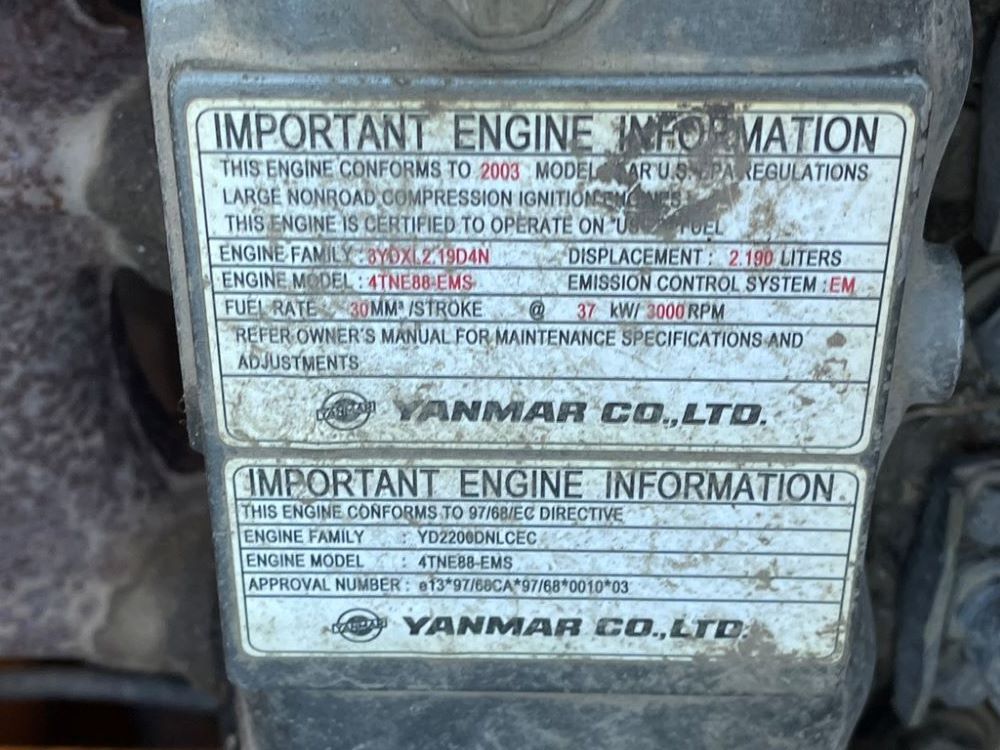 IMPORTANT ENGINE INFORMATION
THIS ENGINE CONFORMS TO 2003 MODEL U.S. EPA REGULATIONS
LARGE NONROAD COMPRESSION IGNITION ENGINES
THIS ENGINE IS CERTIFIED TO OPERATE ON FUEL
ENGINE FAMILY : 3YDXL2.19D4N DISPLACEMENT : 2.190 LITERS
ENGINE MODEL : 4TNE88-EMS EMISSION CONTROL SYSTEM : EM
FUEL RATE 30MM³/STROKE @ 37 kW/ 3000 RPM
REFER OWNER'S MANUAL FOR MAINTENANCE SPECIFICATIONS AND
ADJUSTMENTS
YANMAR YANMAR CO.,LTD.
IMPORTANT ENGINE INFORMATION
THIS ENGINE CONFORMS TO 97/68/EC DIRECTIVE
ENGINE FAMILY : YD2200DNLCEC
ENGINE MODEL : 4TNE88-EMS
APPROVAL NUMBER : e13*97/68CA*97/68*0010*03
YANMAR YANMAR CO.,LTD.